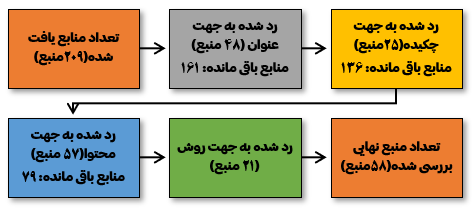 تعداد منابع یافت
شده(۲۰۹منبع)
رد شده به جهت
عنوان (۴۸ منبع)
منابع باقی مانده: ۱۶۱
رد شده به جهت
چکیده(۲۵منبع)
منابع باقی مانده: ۱۳۶
رد شده به جهت
محتوا(۵۷ منبع)
منابع باقی مانده: ۷۹
رد شده به جهت روش
(۲۱ منبع)
تعداد منبع نهایی
بررسی شده(۵۸منبع)